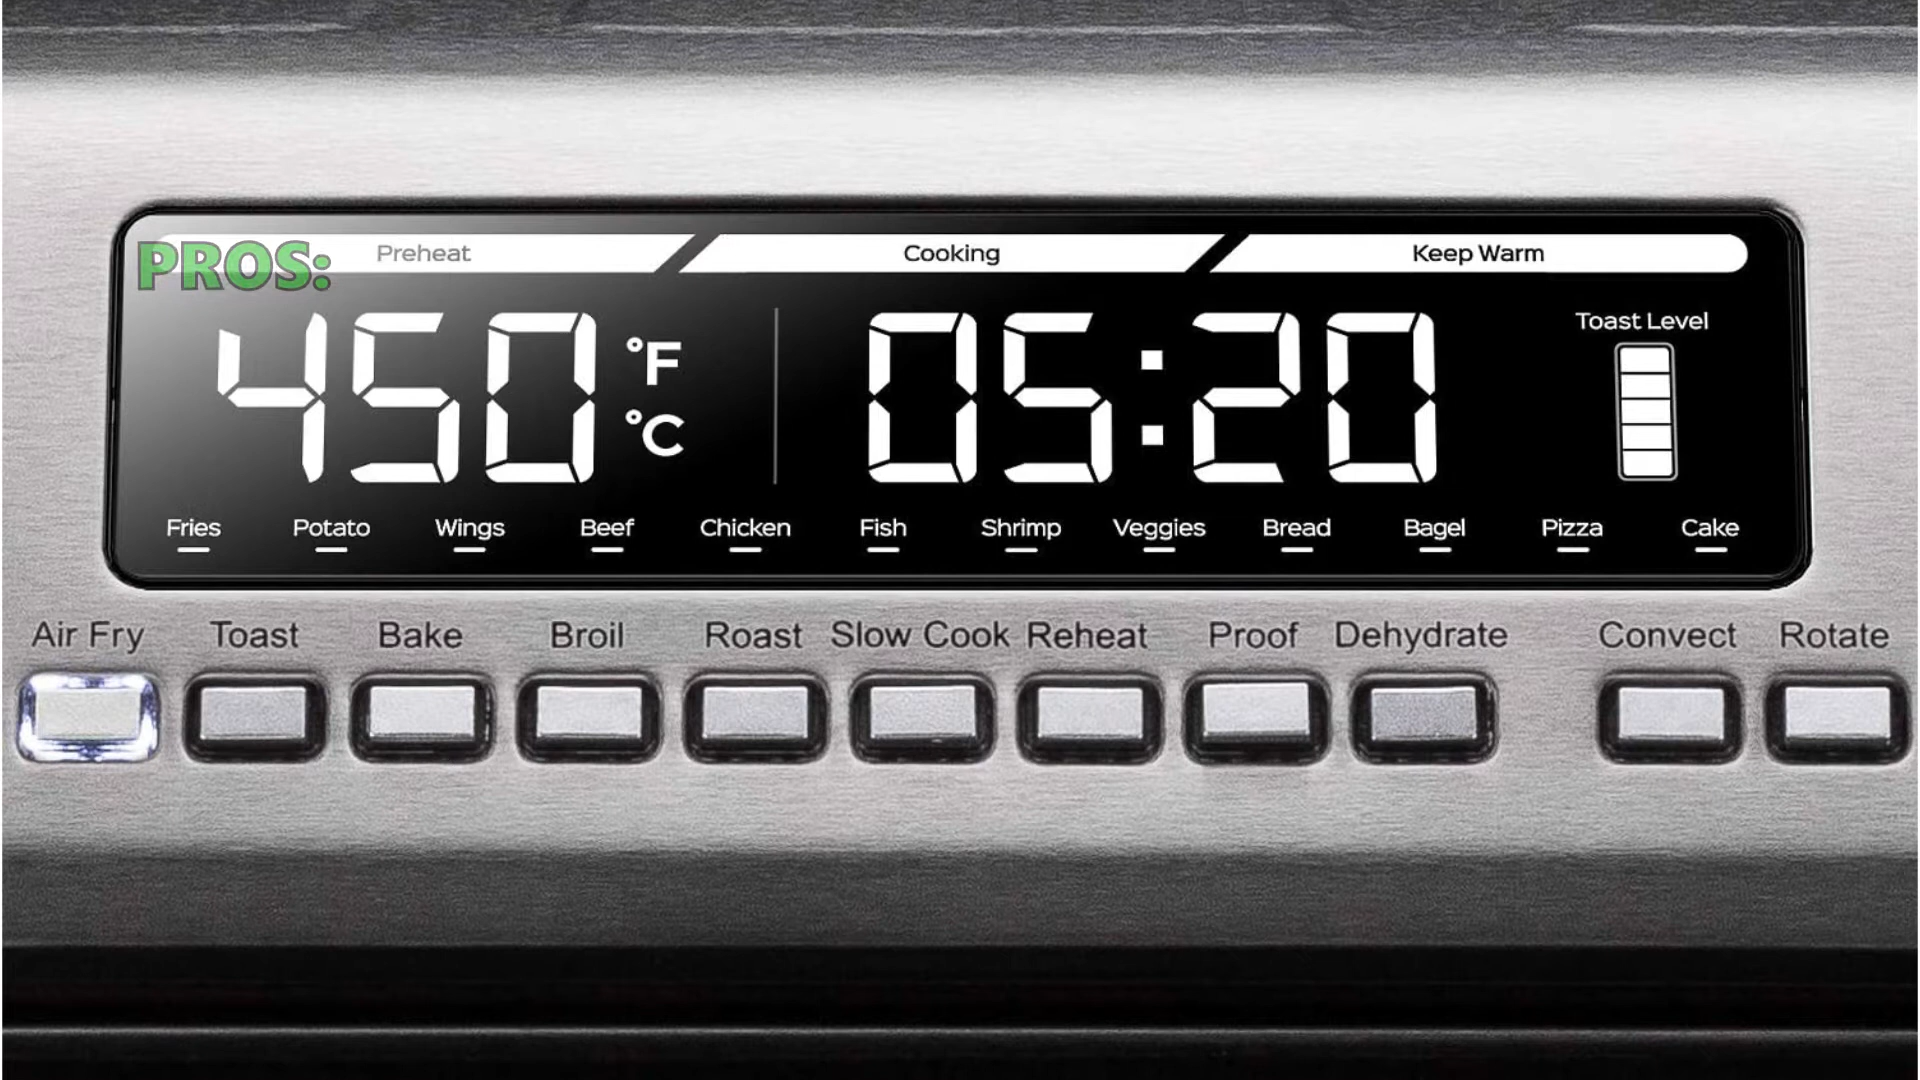 PROS: Preheat Cooking Keep Warm
450 °F °C 05:20 Toast Level
Fries Potato Wings Beef Chicken Fish Shrimp Veggies Bread Bagel Pizza Cake
Air Fry Toast Bake Broil Roast Slow Cook Reheat Proof Dehydrate Convect Rotate